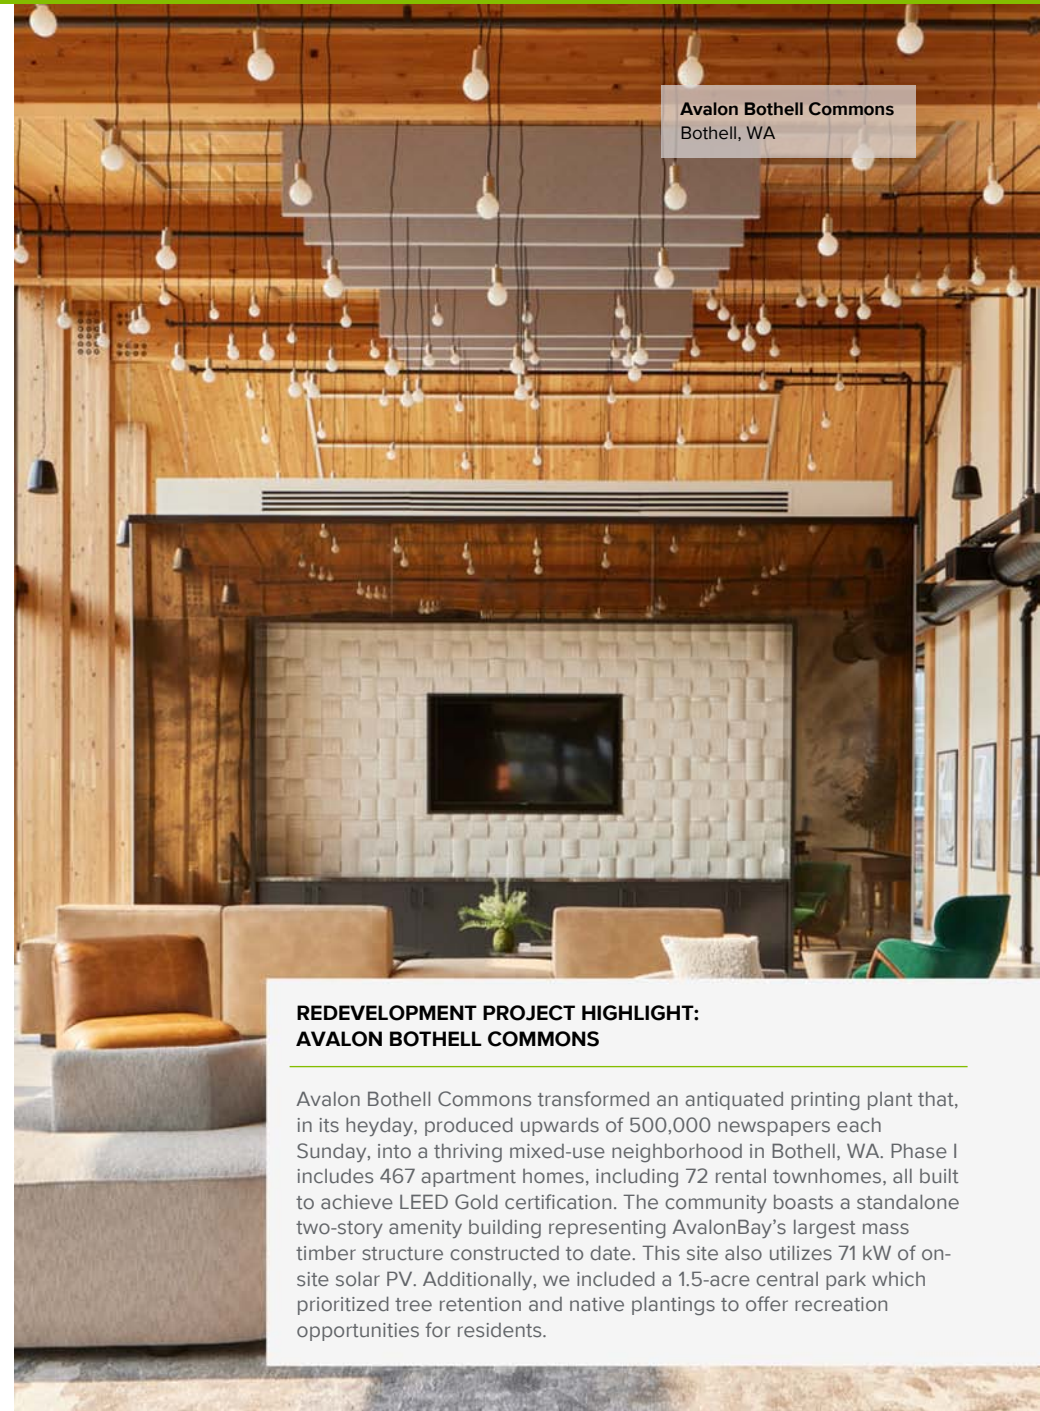 Avalon Bothell Commons
Bothell, WA
REDEVELOPMENT PROJECT HIGHLIGHT:
AVALON BOTHELL COMMONS
Avalon Bothell Commons transformed an antiquated printing plant that,
in its heyday, produced upwards of 500,000 newspapers each
Sunday, into a thriving mixed-use neighborhood in Bothell, WA. Phase I
includes 467 apartment homes, including 72 rental townhomes, all built
to achieve LEED Gold certification. The community boasts a standalone
two-story amenity building representing AvalonBay’s largest mass
timber structure constructed to date. This site also utilizes 71 kW of on-
site solar PV. Additionally, we included a 1.5-acre central park which
prioritized tree retention and native plantings to offer recreation
opportunities for residents.